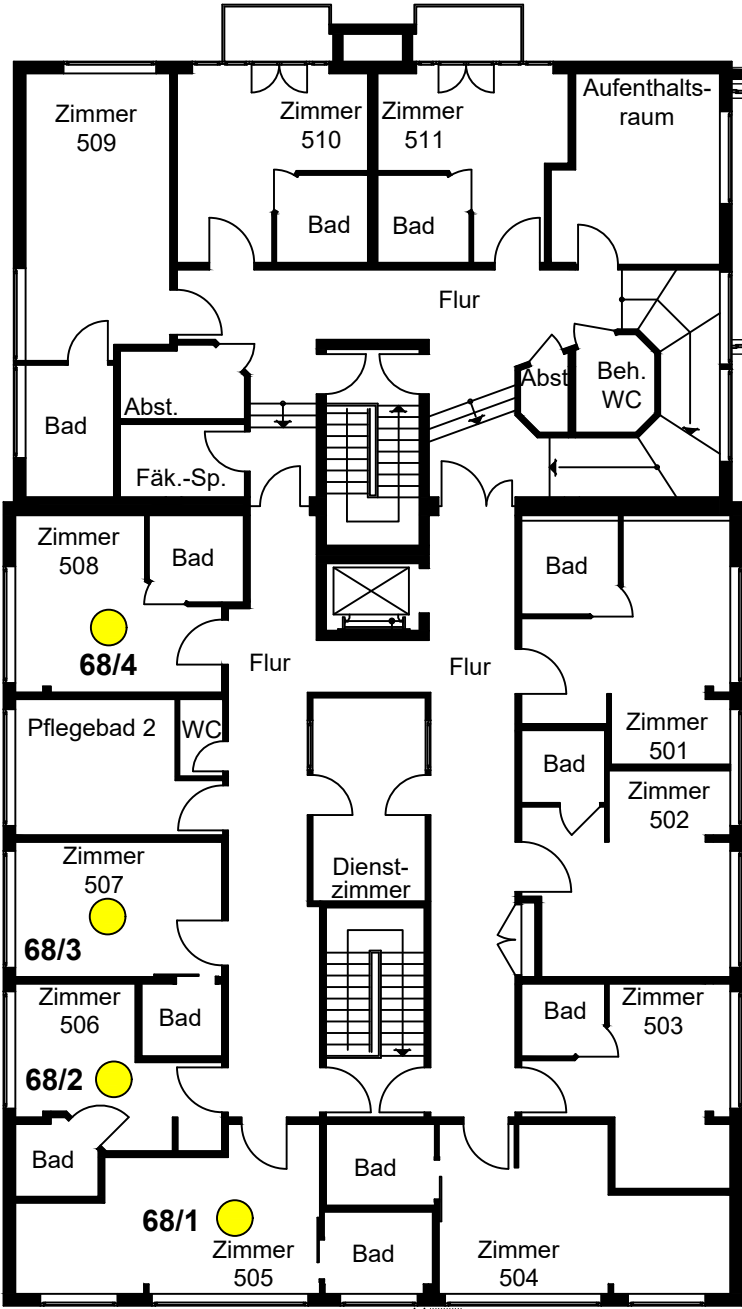 Aufenthalts-
raum
Zimmer
509
Zimmer
510
Zimmer
511
Bad
Bad
Flur
Abst.
Abst
Beh.
WC
Bad
Fäk.-Sp.
Zimmer
508
Bad
Bad
68/4
Flur
Flur
Pflegebad 2
WC
Zimmer
501
Bad
Zimmer
502
Zimmer
507
Dienst-
zimmer
68/3
Zimmer
506
Bad
Bad
Zimmer
503
68/2
Bad
Bad
68/1
Zimmer
505
Bad
Zimmer
504